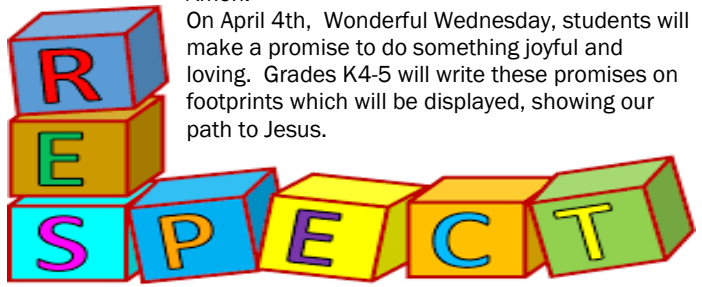 Amen.
On April 4th,  Wonderful Wednesday, students will
make a promise to do something joyful and
loving.  Grades K4-5 will write these promises on
footprints which will be displayed, showing our
path to Jesus.
R
E
S P E C T